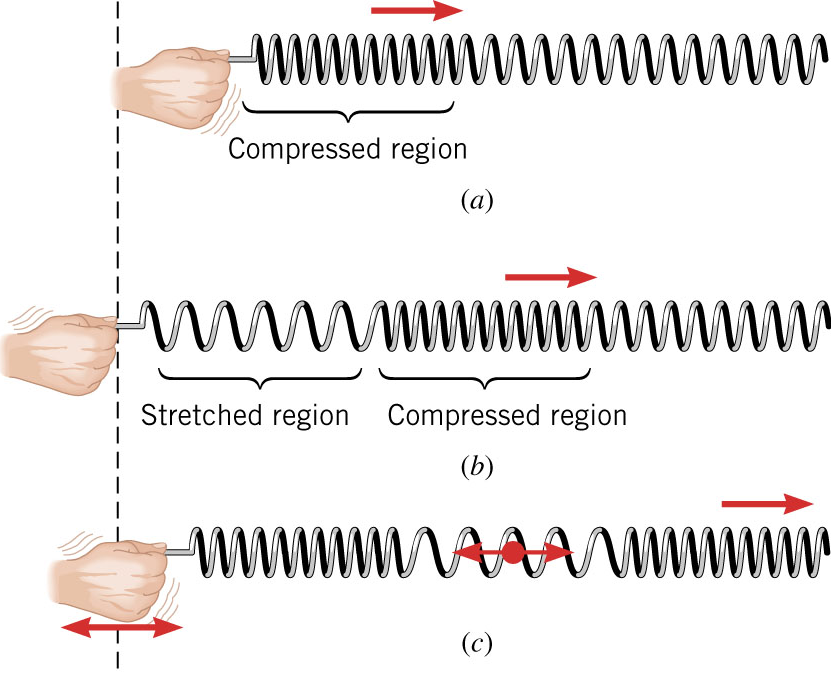 Compressed region
(a)
Stretched region Compressed region
(b)
(c)